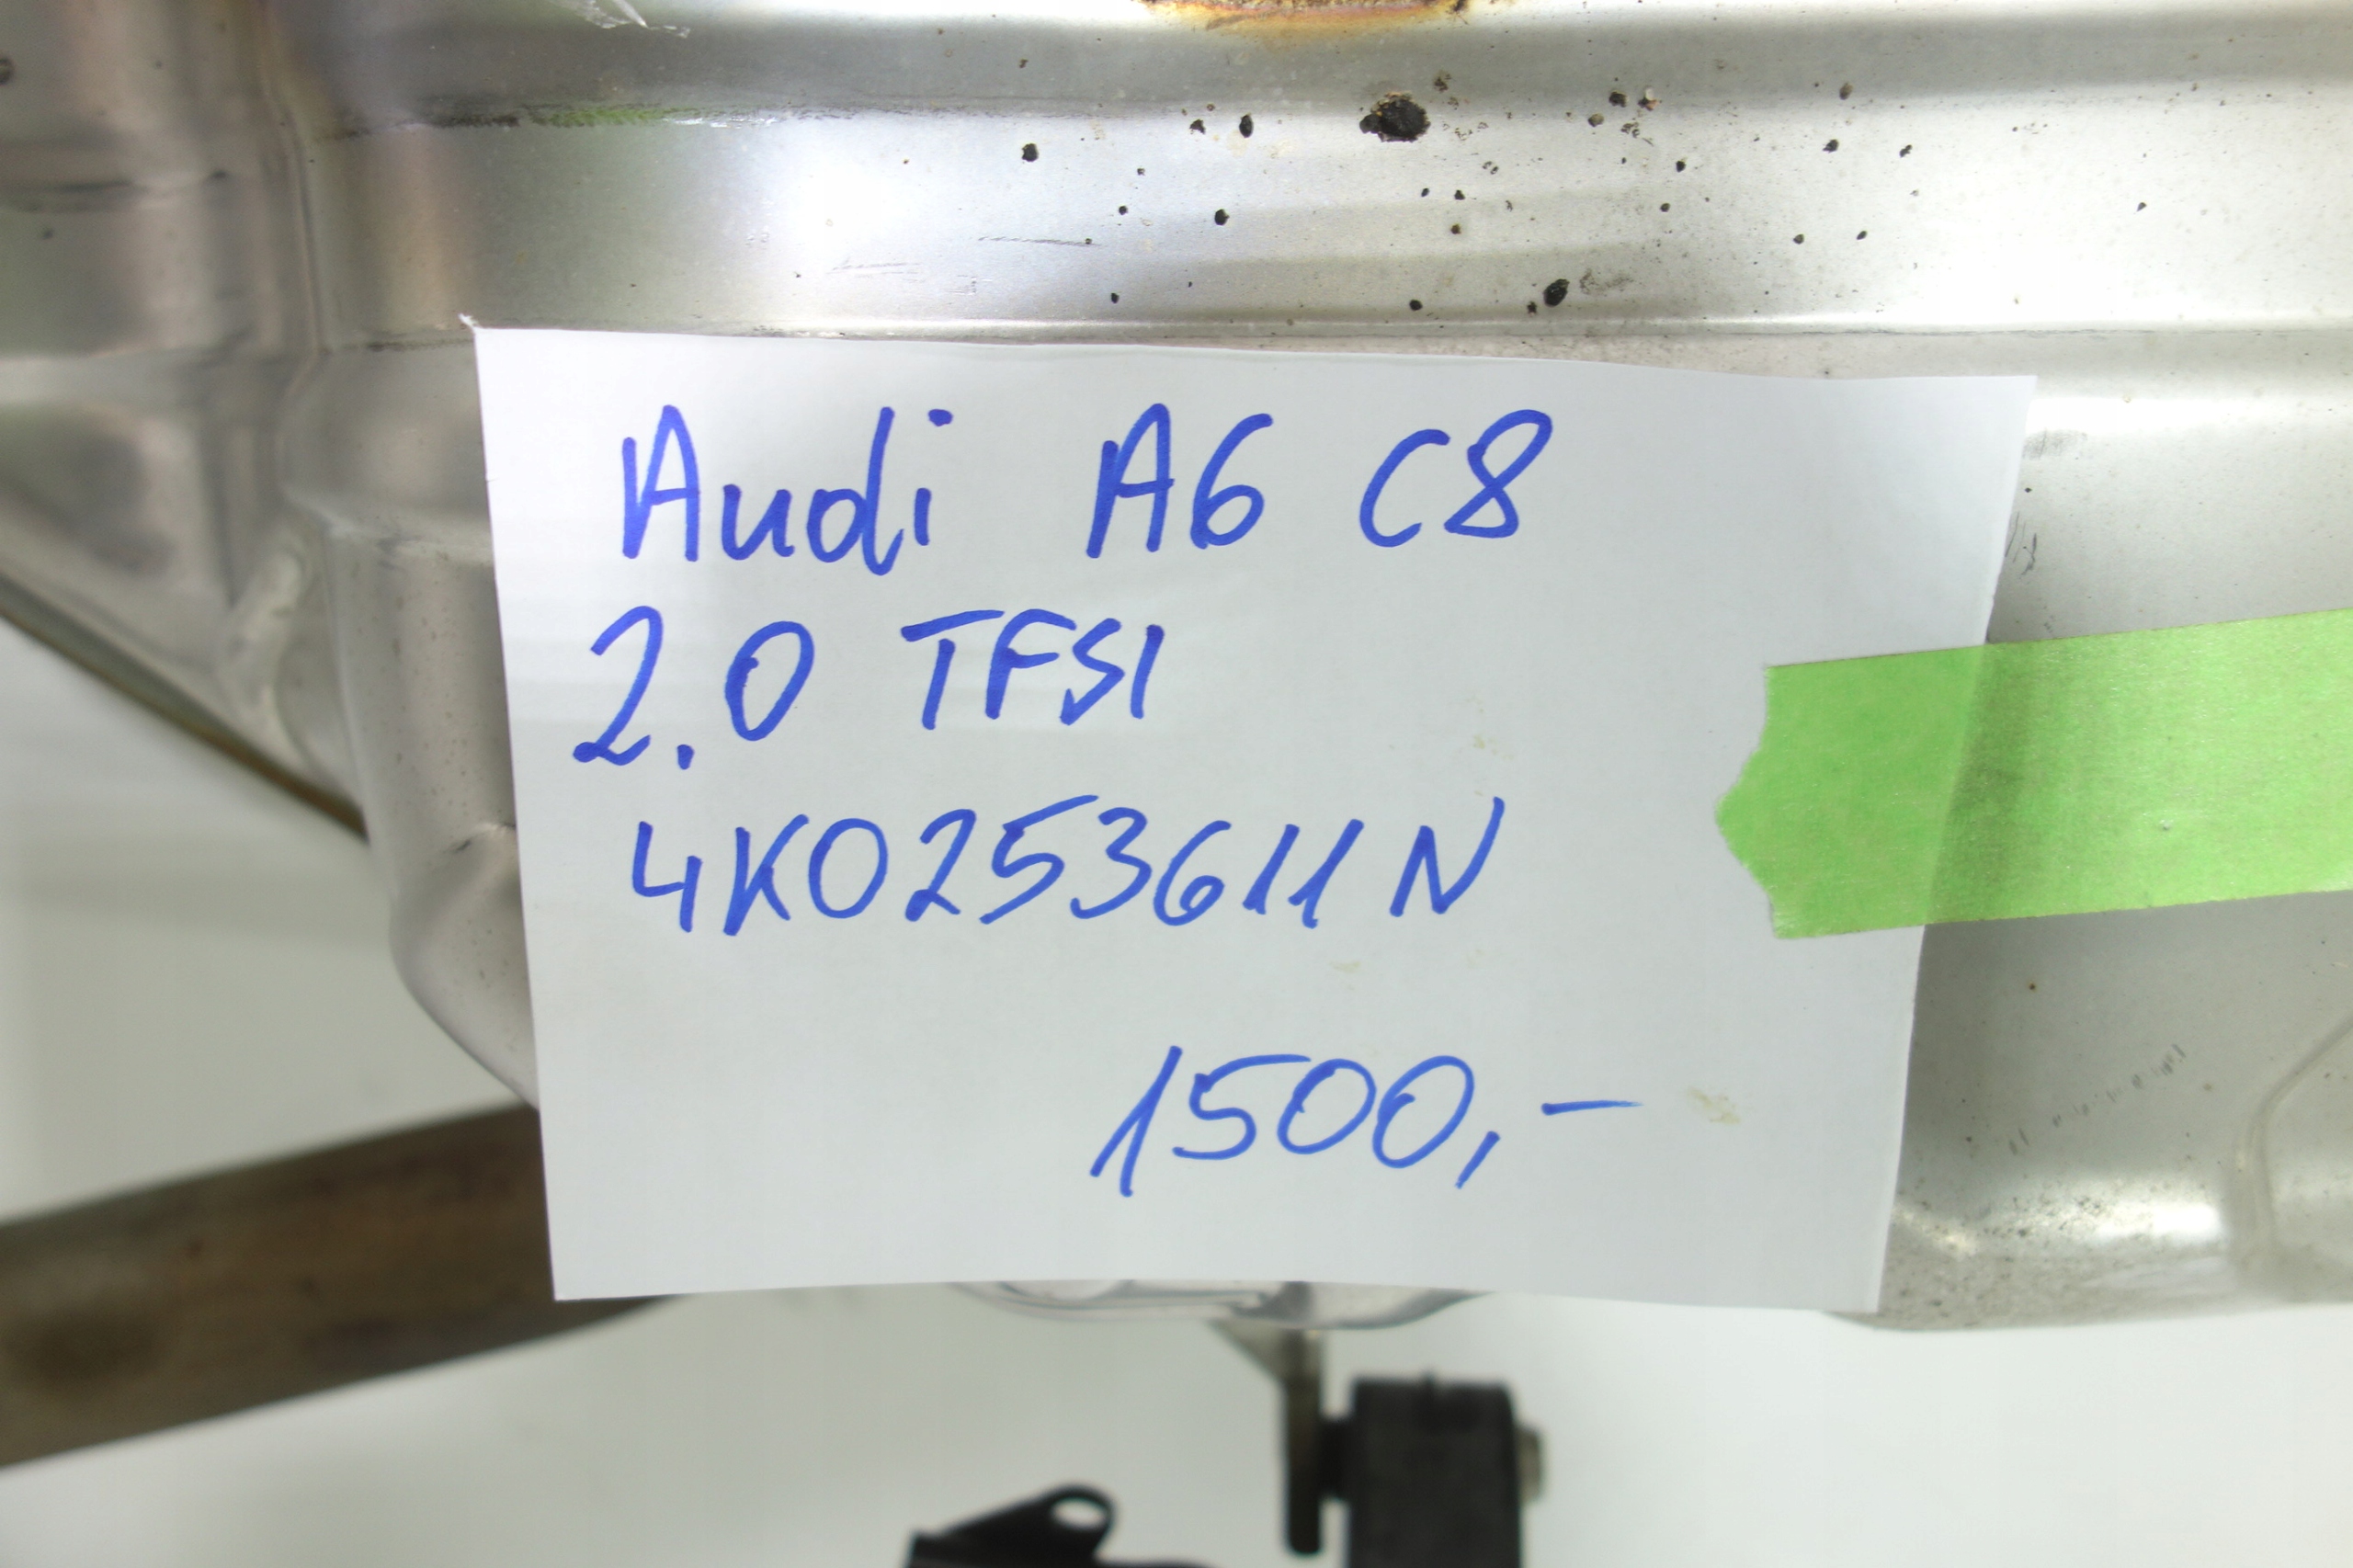 Audi A6 C8
2.0 TFSI
4K0253611N
1500,-